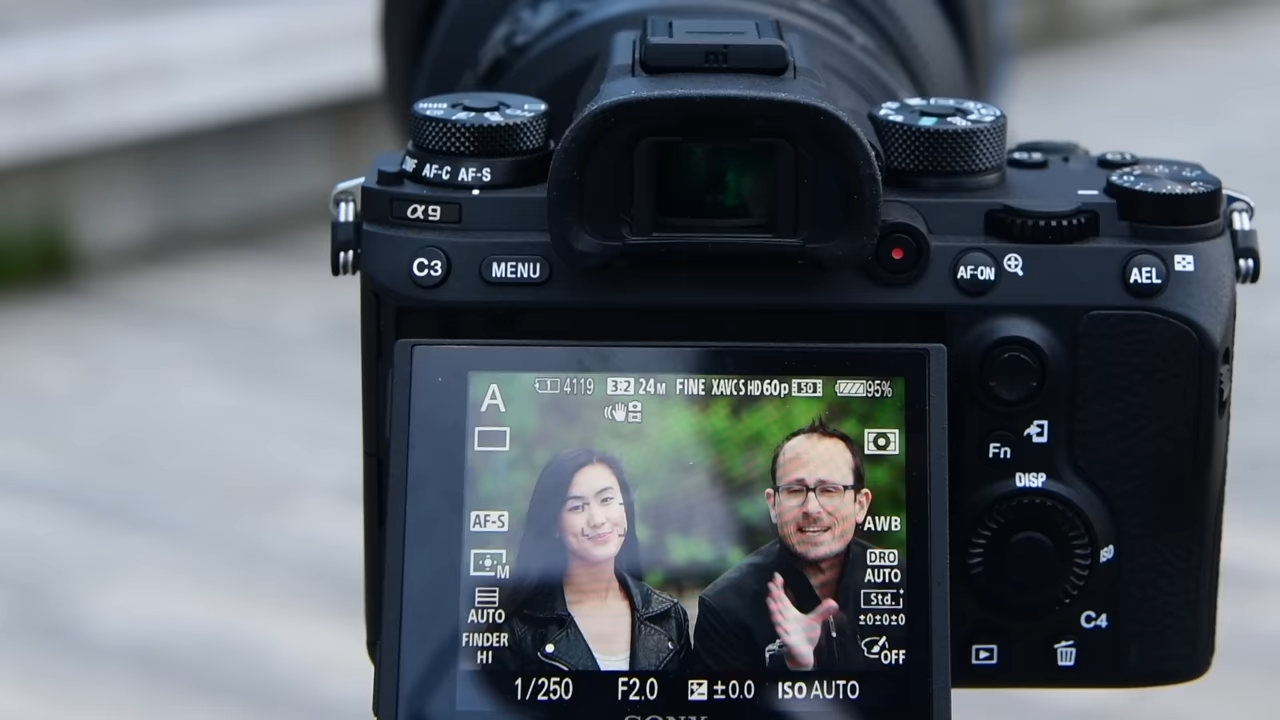 AF-C AF-S
α9
C3 MENU
AF-ON AEL
A 4119 3:2 24M FINE XAVC S HD 60p 50 95%
Fn
DISP
AF-S AWB
M DRO
AUTO
AUTO Std.
±0±0±0
FINDER
HI OFF
ISO
C4
1/250 F2.0 ±0.0 ISO AUTO
SONY